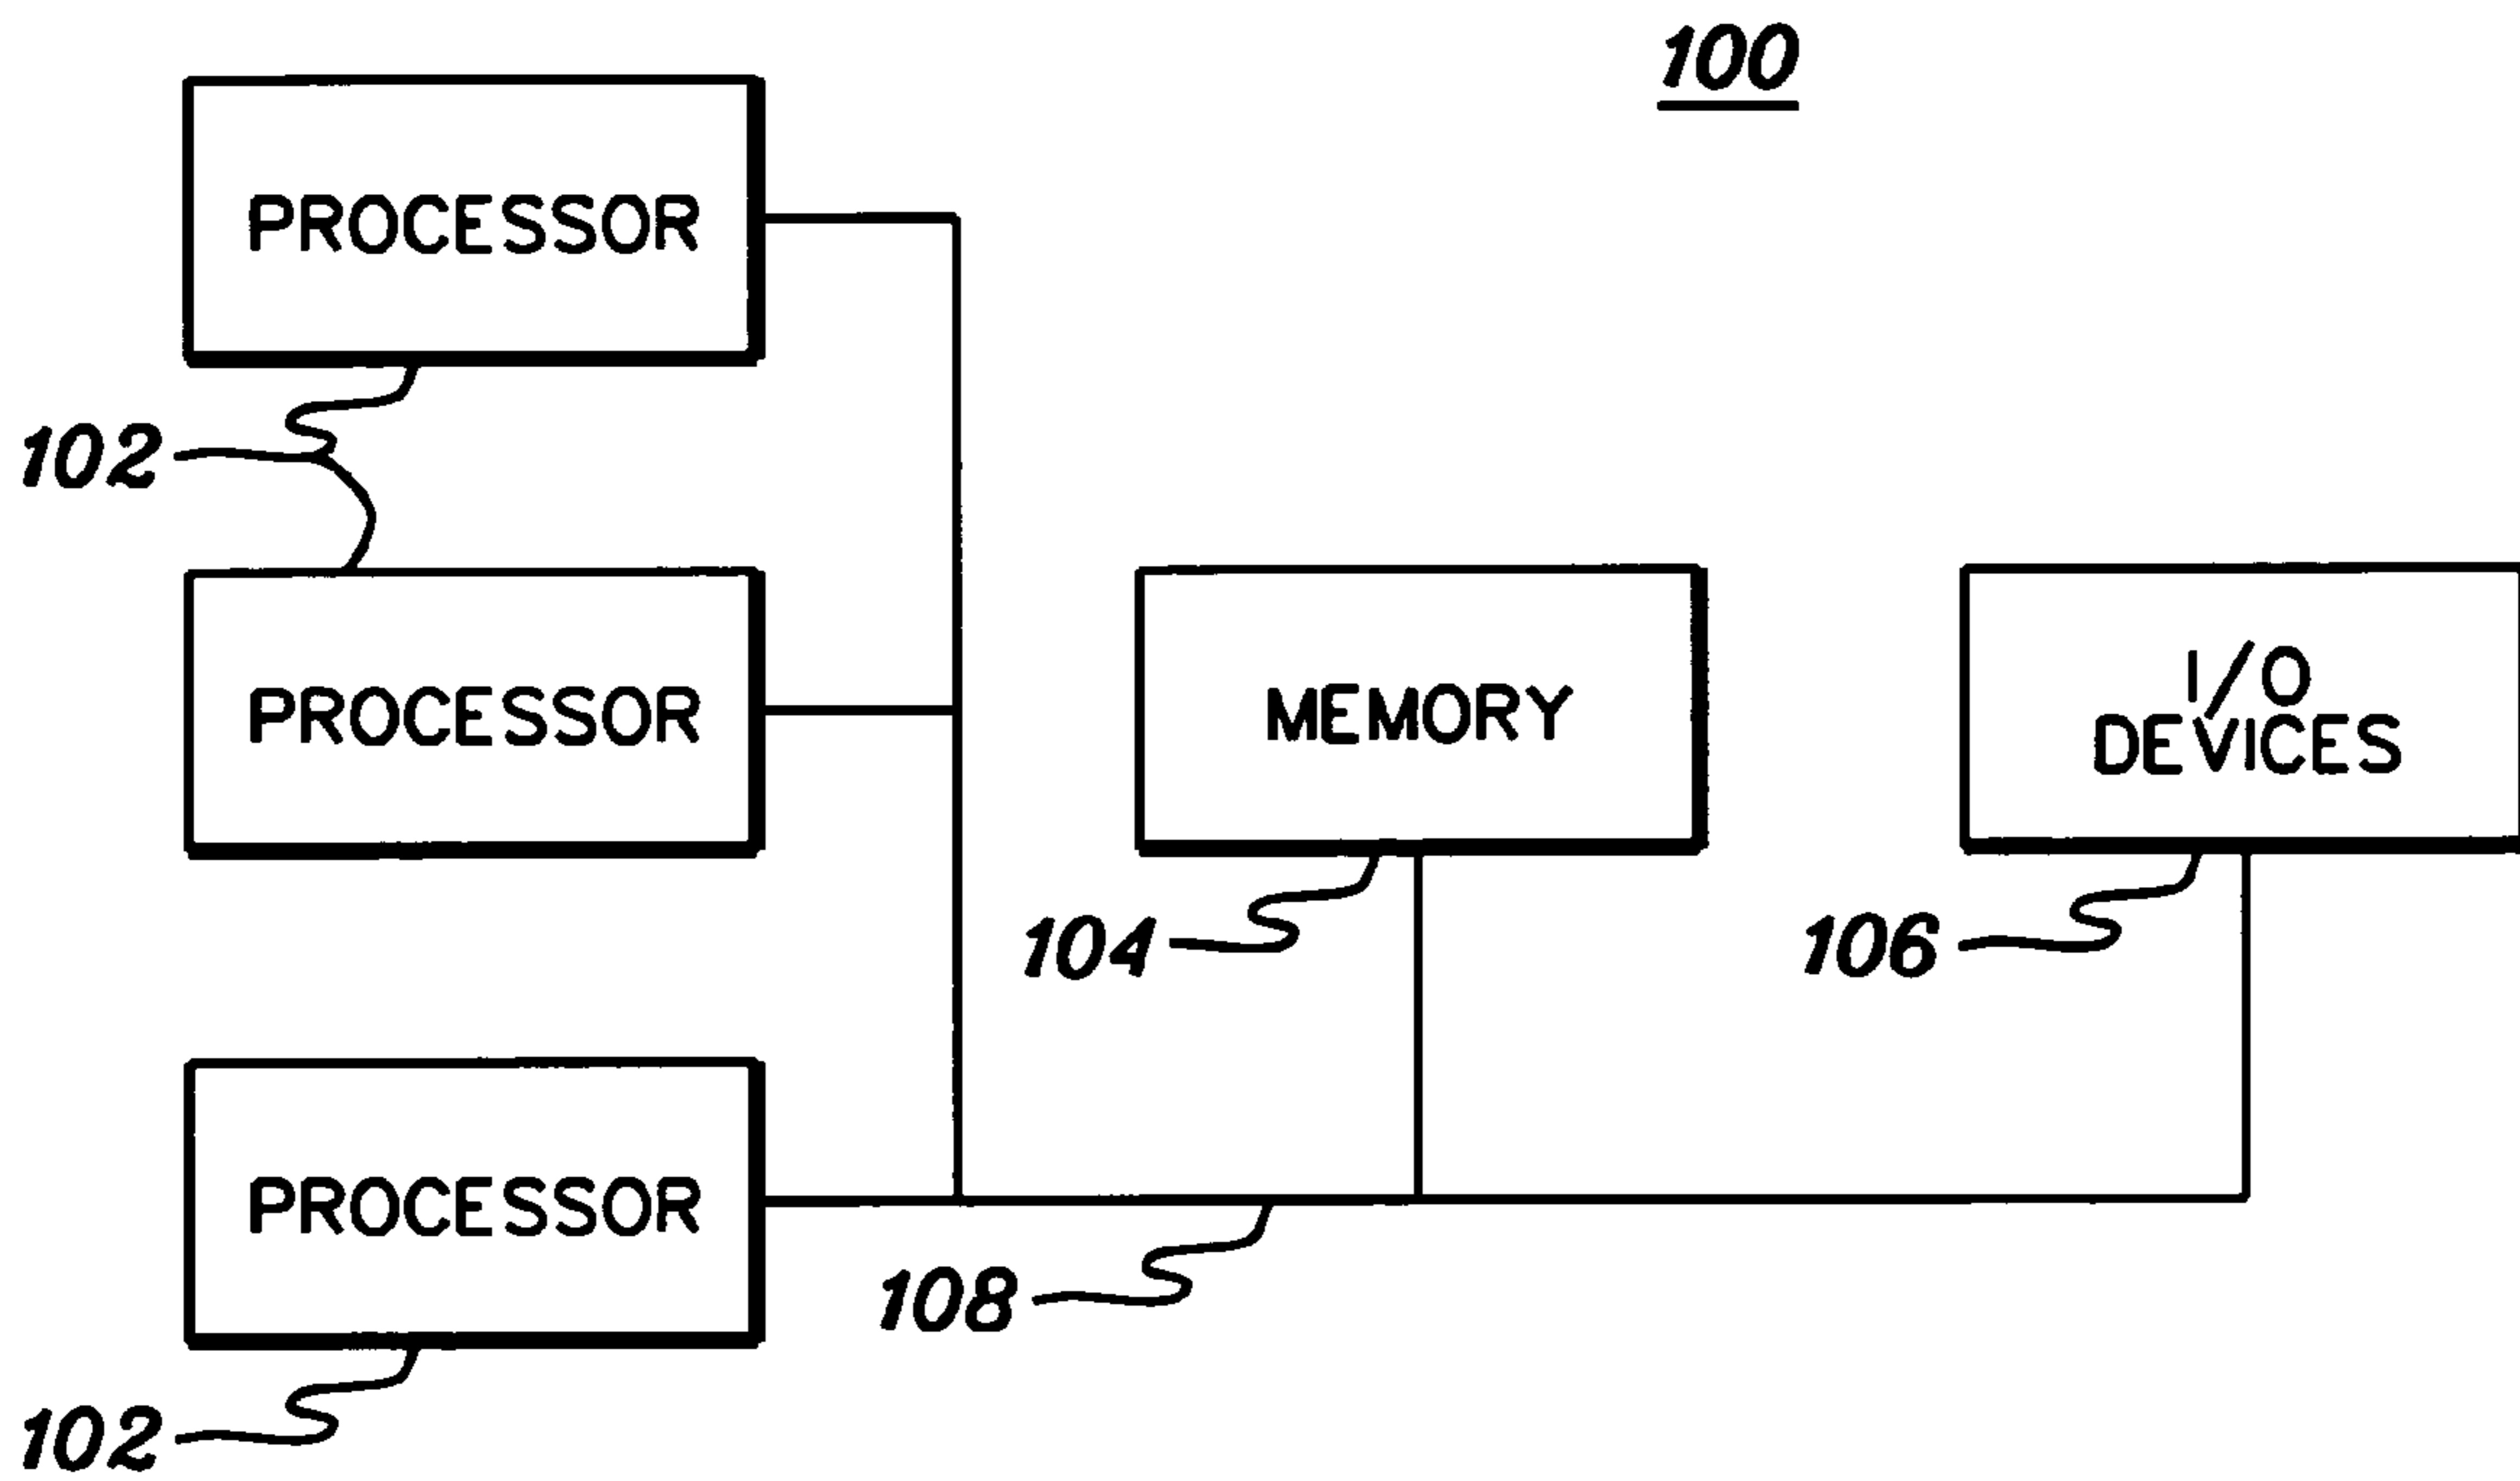 100
PROCESSOR
102
PROCESSOR
MEMORY
I/O
DEVICES
104
106
PROCESSOR
108
102